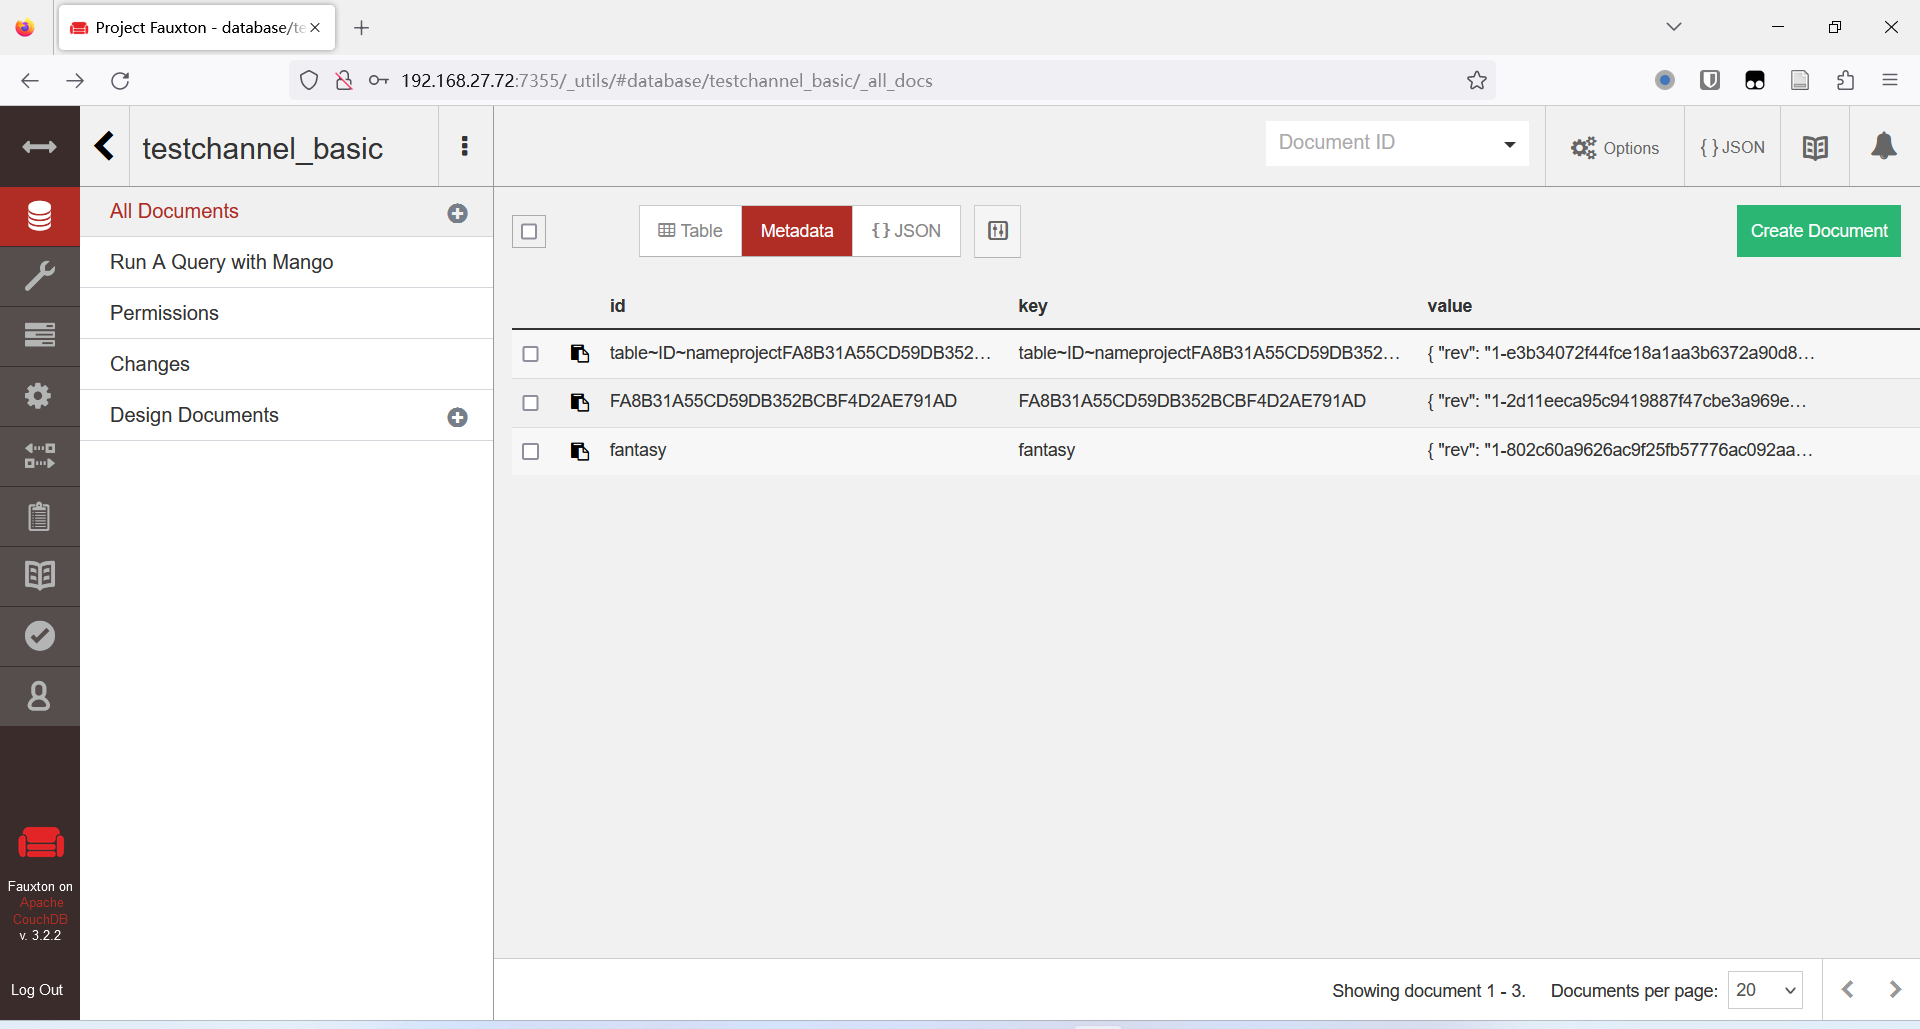 Project Fauxton - database/te
192.168.27.72:7355/_utils/#database/testchannel_basic/_all_docs
testchannel_basic
Document ID
Options
{ } JSON
All Documents
Run A Query with Mango
Permissions
Changes
Design Documents
Table
Metadata
{ } JSON
Create Document
id key value
table~ID~nameprojectFA8B31A55CD59DB352... table~ID~nameprojectFA8B31A55CD59DB352... { "rev": "1-e3b34072f44fce18a1aa3b6372a90d8...
FA8B31A55CD59DB352BCBF4D2AE791AD FA8B31A55CD59DB352BCBF4D2AE791AD { "rev": "1-2d11eeca95c9419887f47cbe3a969e...
fantasy fantasy { "rev": "1-802c60a9626ac9f25fb57776ac092aa...
Fauxton on
Apache
CouchDB
v. 3.2.2
Log Out
Showing document 1 - 3. Documents per page: 20